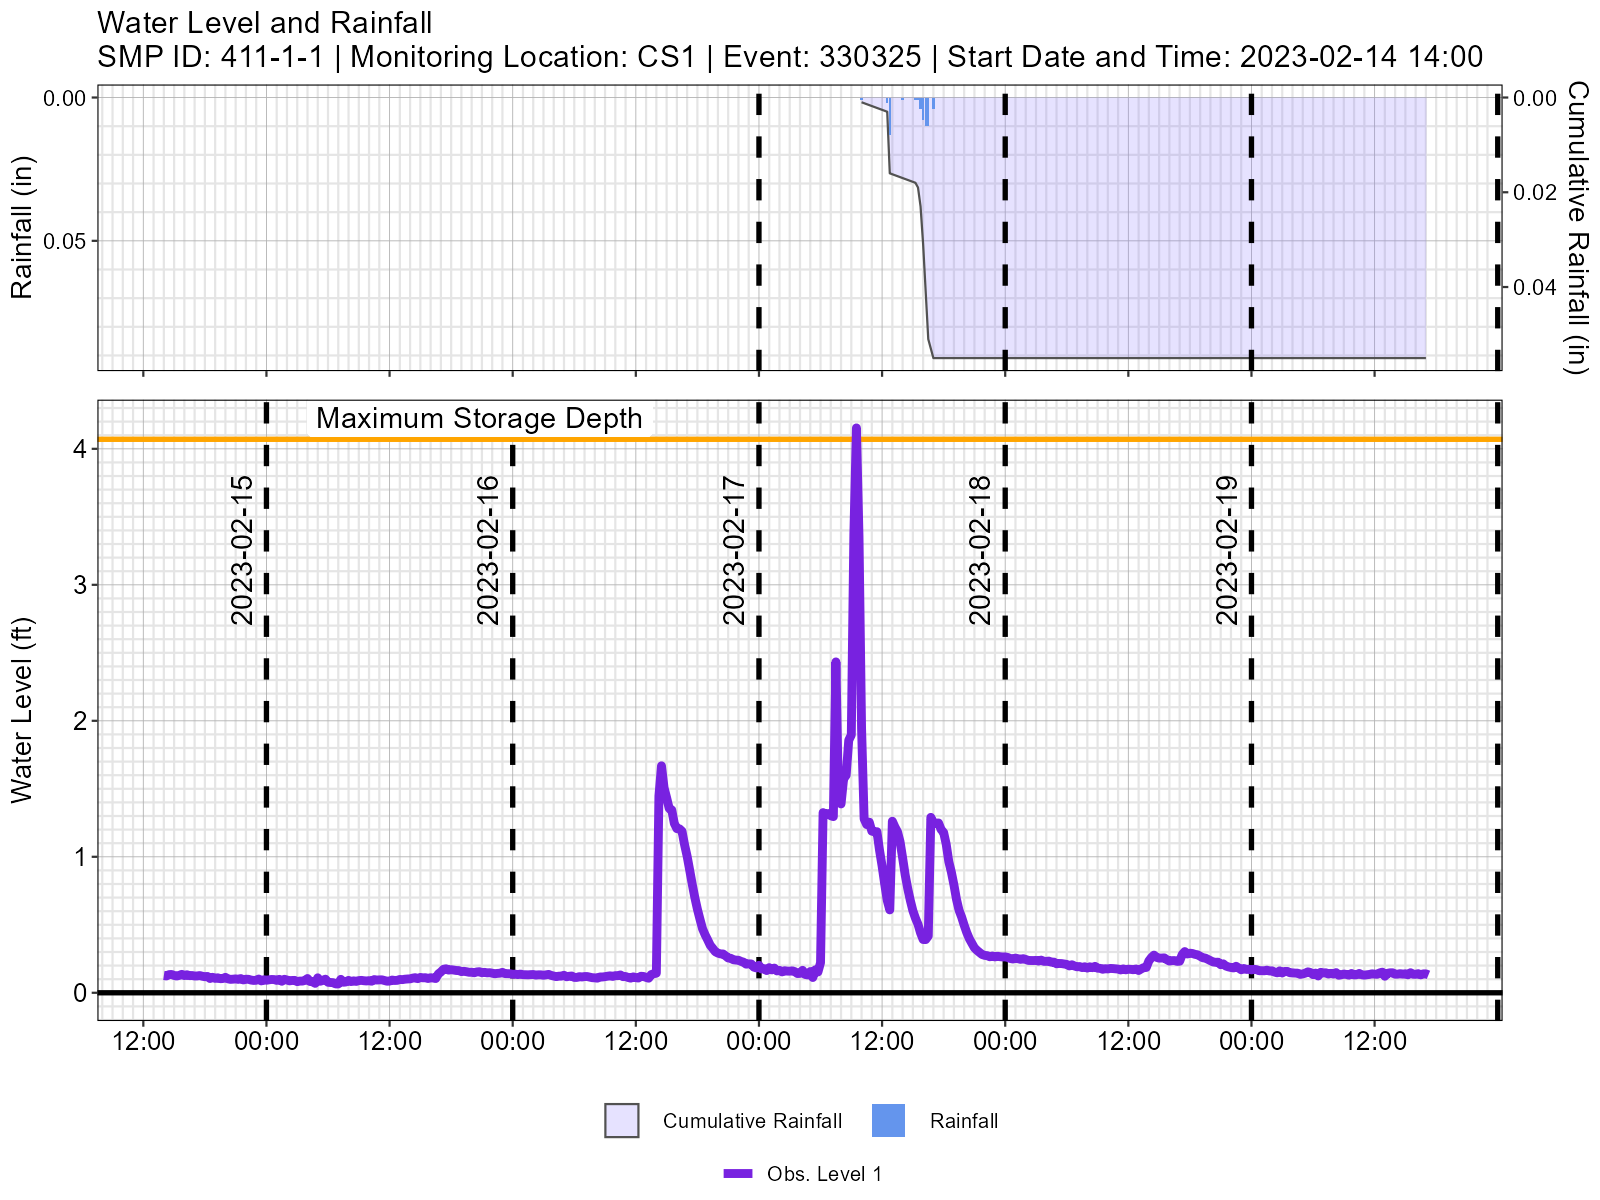 Water Level and Rainfall
SMP ID: 411-1-1 | Monitoring Location: CS1 | Event: 330325 | Start Date and Time: 2023-02-14 14:00
Rainfall (in)
0.00
0.05
0.00
0.02
0.04
Cumulative Rainfall (in)
Maximum Storage Depth
Water Level (ft)
4
3
2
1
0
2023-02-15
2023-02-16
2023-02-17
2023-02-18
2023-02-19
12:00 00:00 12:00 00:00 12:00 00:00 12:00 00:00 12:00 00:00 12:00
Cumulative Rainfall Rainfall
Obs. Level 1